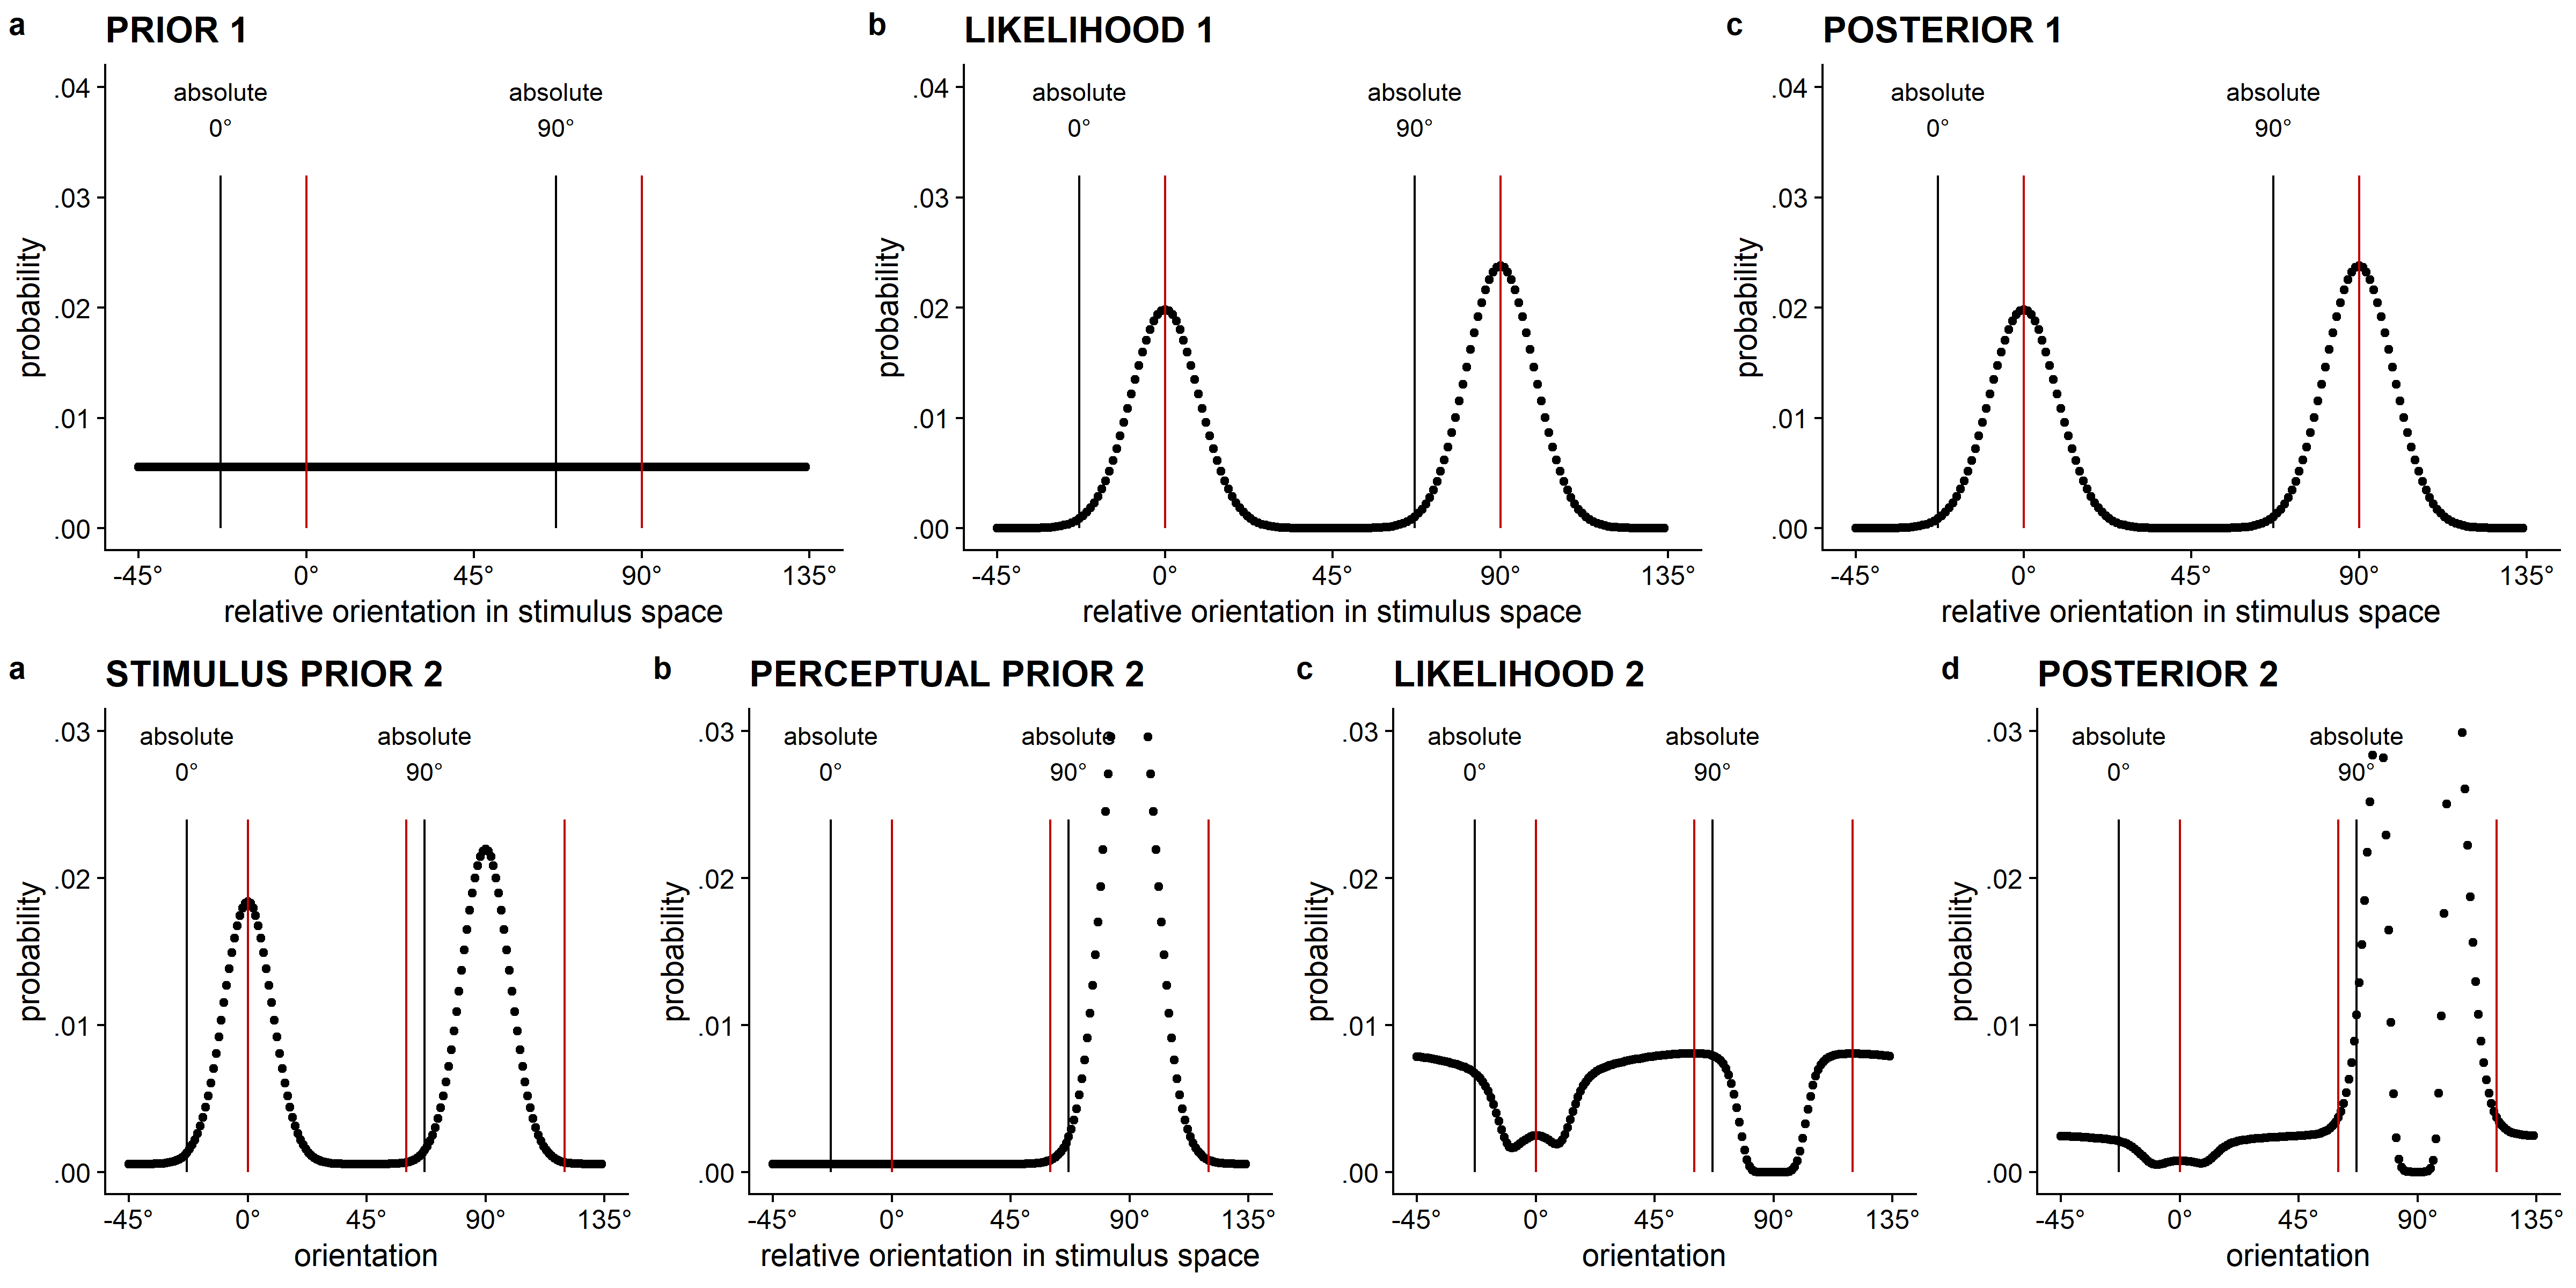 a PRIOR 1
absolute absolute
0° 90°
.04
.03
.02
.01
.00
probability
-45° 0° 45° 90° 135°
relative orientation in stimulus space
b LIKELIHOOD 1
absolute absolute
0° 90°
.04
.03
.02
.01
.00
probability
-45° 0° 45° 90° 135°
relative orientation in stimulus space
c POSTERIOR 1
absolute absolute
0° 90°
.04
.03
.02
.01
.00
probability
-45° 0° 45° 90° 135°
relative orientation in stimulus space
a STIMULUS PRIOR 2
absolute absolute
0° 90°
.03
.02
.01
.00
probability
-45° 0° 45° 90° 135°
orientation
b PERCEPTUAL PRIOR 2
absolute absolute
0° 90°
.03
.02
.01
.00
probability
-45° 0° 45° 90° 135°
relative orientation in stimulus space
c LIKELIHOOD 2
absolute absolute
0° 90°
.03
.02
.01
.00
probability
-45° 0° 45° 90° 135°
orientation
d POSTERIOR 2
absolute absolute
0° 90°
.03
.02
.01
.00
probability
-45° 0° 45° 90° 135°
orientation